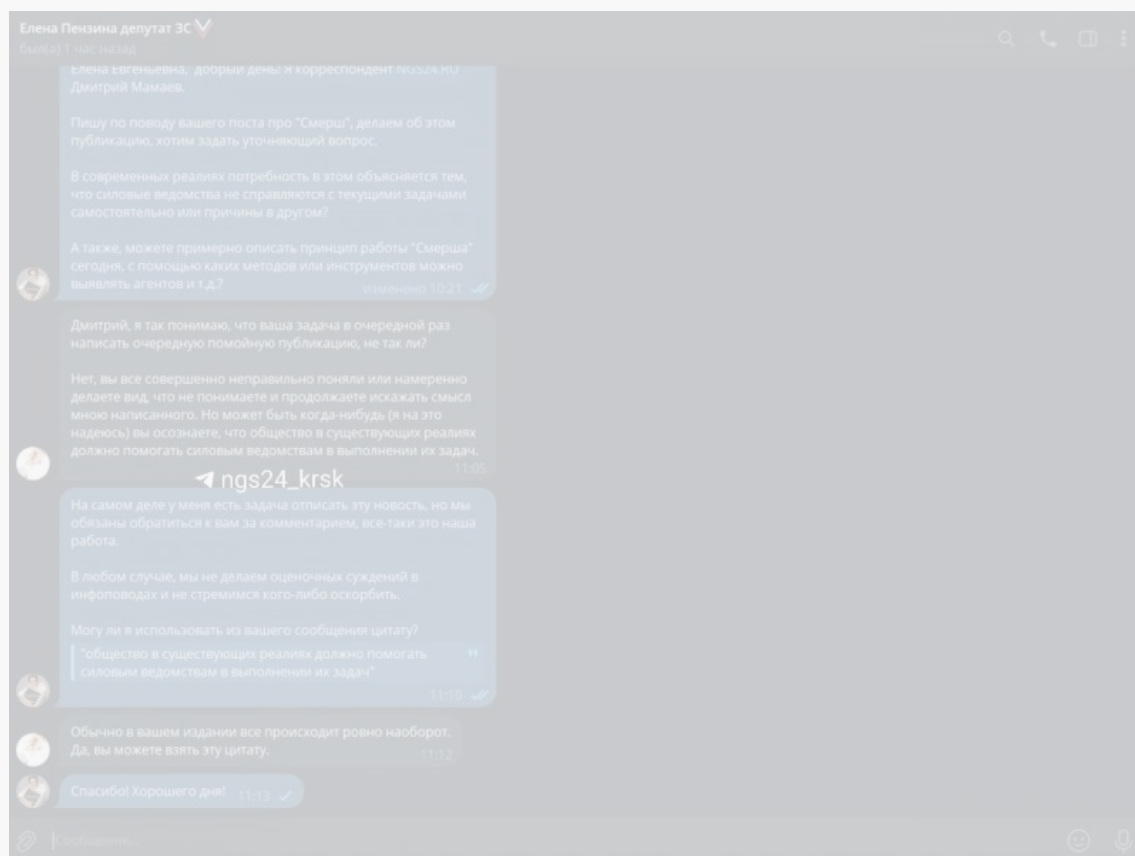 Елена Пензина депутат ЗС
был(а) 1 час назад
Елена Евгеньевна, добрый день! Я корреспондент NGS24.RU
Дмитрий Мамаев.
Пишу по поводу вашего поста про "Смерш", делаем об этом
публикацию, хотим задать уточняющий вопрос.
В современных реалиях потребность в этом объясняется тем,
что силовые ведомства не справляются с текущими задачами
самостоятельно или причины в другом?
А также, можете примерно описать принцип работы "Смерша"
сегодня, с помощью каких методов или инструментов можно
выявлять агентов и т.д.?
изменено 10:21
Дмитрий, я так понимаю, что ваша задача в очередной раз
написать очередную помойную публикацию, не так ли?
Нет, вы все совершенно неправильно поняли или намеренно
делаете вид, что не понимаете и продолжаете искажать смысл
мною написанного. Но может быть когда-нибудь (я на это
надеюсь) вы осознаете, что общество в существующих реалиях
должно помогать силовым ведомствам в выполнении их задач.
11:05
ngs24_krsk
На самом деле у меня есть задача отписать эту новость, но мы
обязаны обратиться к вам за комментарием, все-таки это наша
работа.
В любом случае, мы не делаем оценочных суждений в
инфоповодах и не стремимся кого-либо оскорбить.
Могу ли я использовать из вашего сообщения цитату?
"общество в существующих реалиях должно помогать
силовым ведомствам в выполнении их задач"
11:10
Обычно в вашем издании все происходит ровно наоборот.
Да, вы можете взять эту цитату.
11:12
Спасибо! Хорошего дня!
11:13
Сообщение...